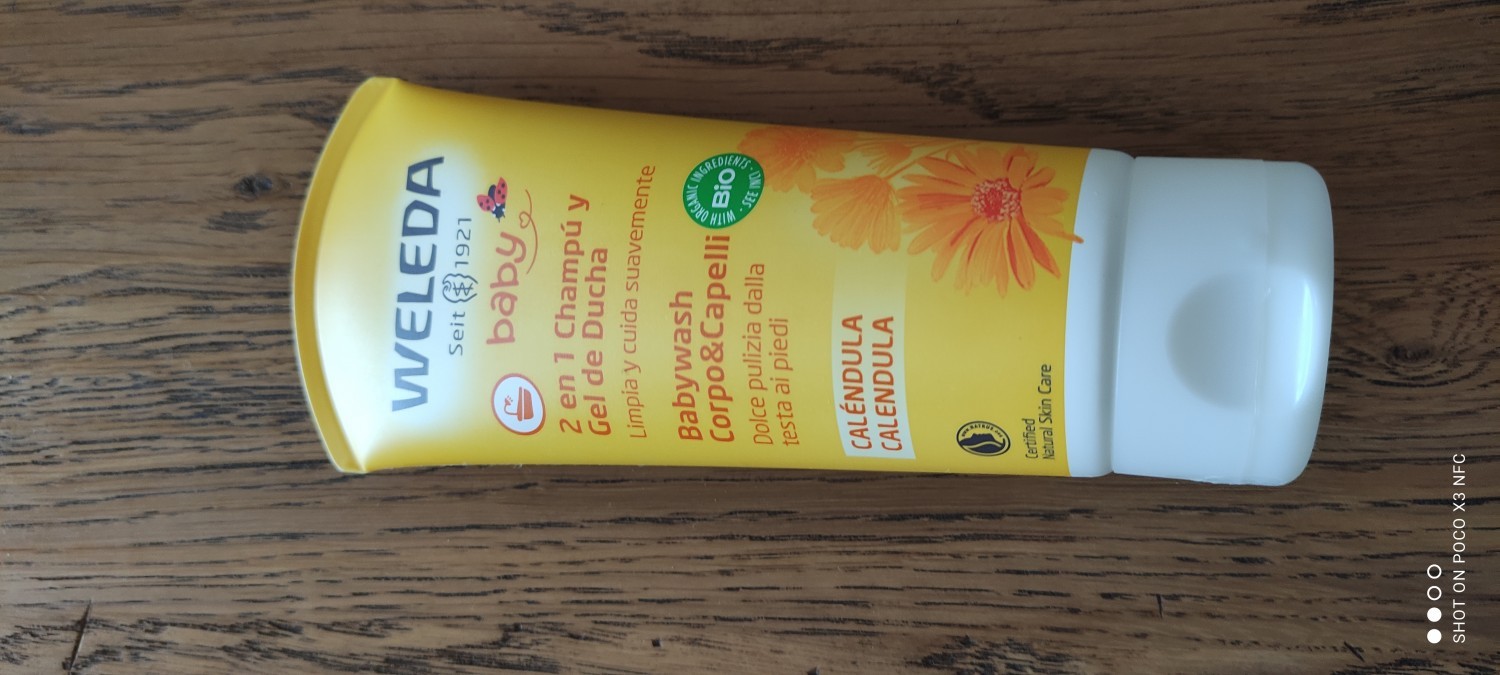 WELEDA
Seit 1921
baby
2 en 1 Champú y
Gel de Ducha
Limpia y cuida suavemente
Babywash
Corpo&Capelli
Dolce pulizia dalla
testa ai piedi
WITH ORGANIC INGREDIENTS · SEE INCI ·
BIO
CALÉNDULA
CALENDULA
NATRUE
Certified
Natural Skin Care
SHOT ON POCO X3 NFC